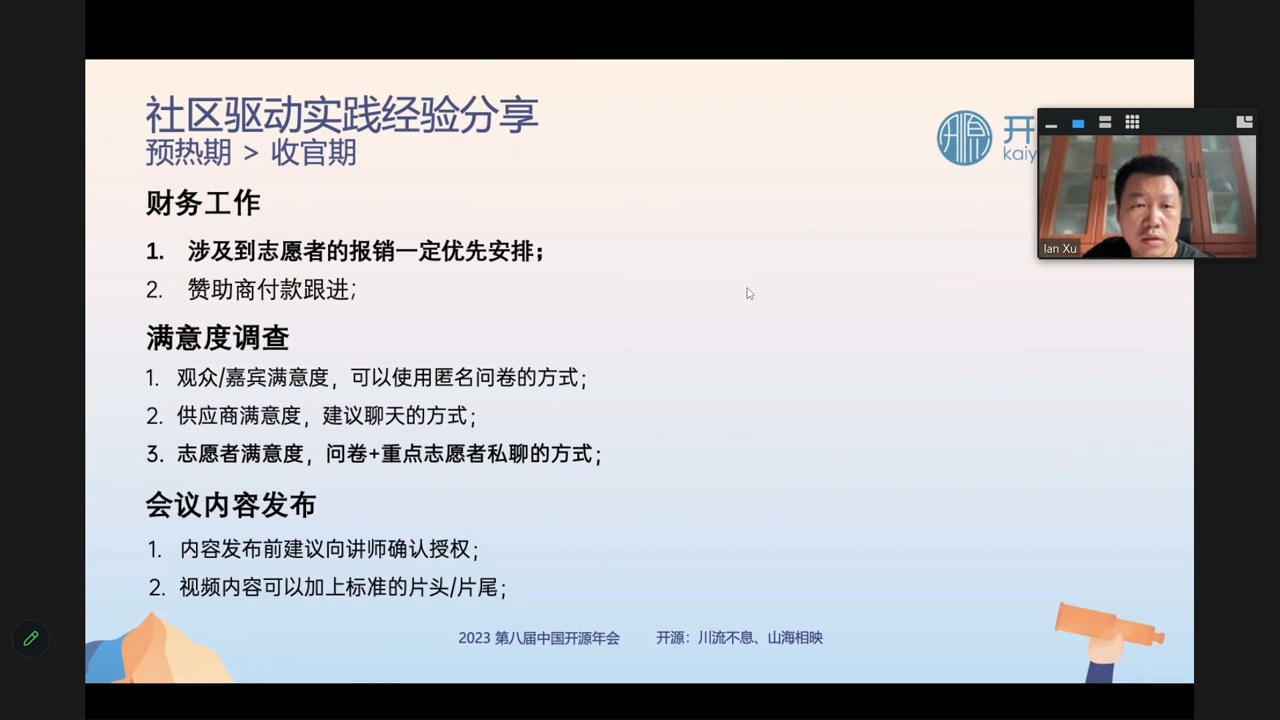 社区驱动实践经验分享
预热期 > 收官期
开源
开
kaiy
Ian Xu
财务工作
1. 涉及到志愿者的报销一定优先安排；
2. 赞助商付款跟进；
满意度调查
1. 观众/嘉宾满意度，可以使用匿名问卷的方式；
2. 供应商满意度，建议聊天的方式；
3. 志愿者满意度，问卷+重点志愿者私聊的方式；
会议内容发布
1. 内容发布前建议向讲师确认授权；
2. 视频内容可以加上标准的片头/片尾；
2023 第八届中国开源年会 开源：川流不息、山海相映